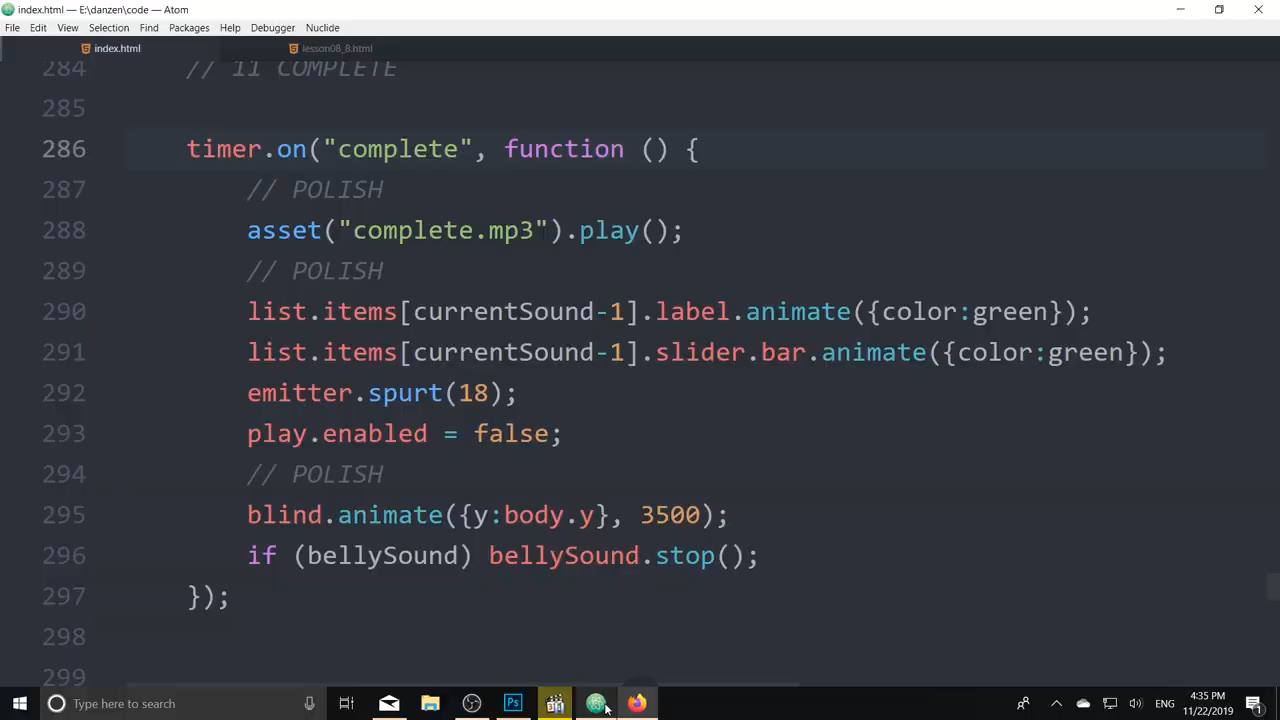 index.html — E:\danzen\code — Atom
File Edit View Selection Find Packages Help Debugger Nuclide
index.html lesson08_8.html
284 // 11 COMPLETE
285
286 timer.on("complete", function () {
287 // POLISH
288 asset("complete.mp3").play();
289 // POLISH
290 list.items[currentSound-1].label.animate({color:green});
291 list.items[currentSound-1].slider.bar.animate({color:green});
292 emitter.spurt(18);
293 play.enabled = false;
294 // POLISH
295 blind.animate({y:body.y}, 3500);
296 if (bellySound) bellySound.stop();
297 });
298
299
Type here to search
Ps
ENG
4:35 PM
11/22/2019
1